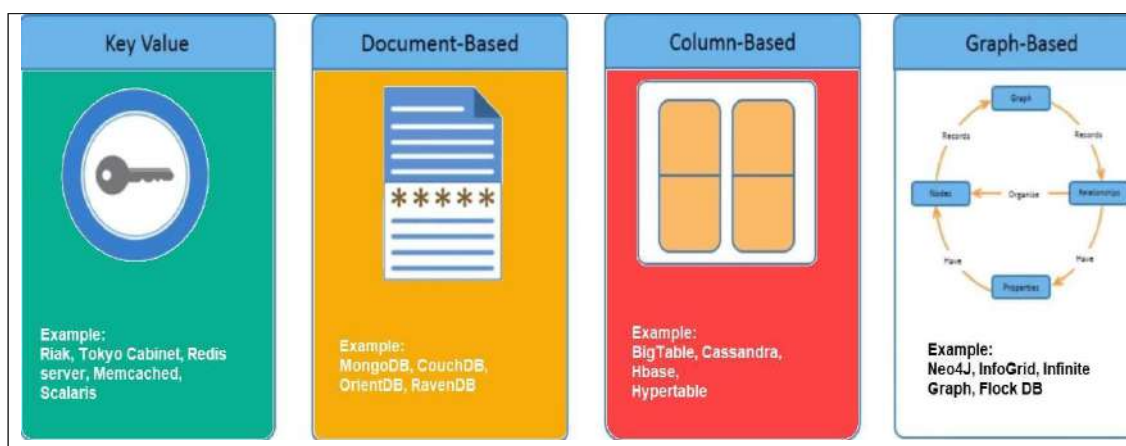 Key Value
Example:
Riak, Tokyo Cabinet, Redis
server, Memcached,
Scalaris
Document-Based
*****
Example:
MongoDB, CouchDB,
OrientDB, RavenDB
Column-Based
Example:
BigTable, Cassandra,
Hbase,
Hypertable
Graph-Based
Graph
Records
Records
Nodes
Organize
Relationships
Have
Have
Properties
Example:
Neo4J, InfoGrid, Infinite
Graph, Flock DB